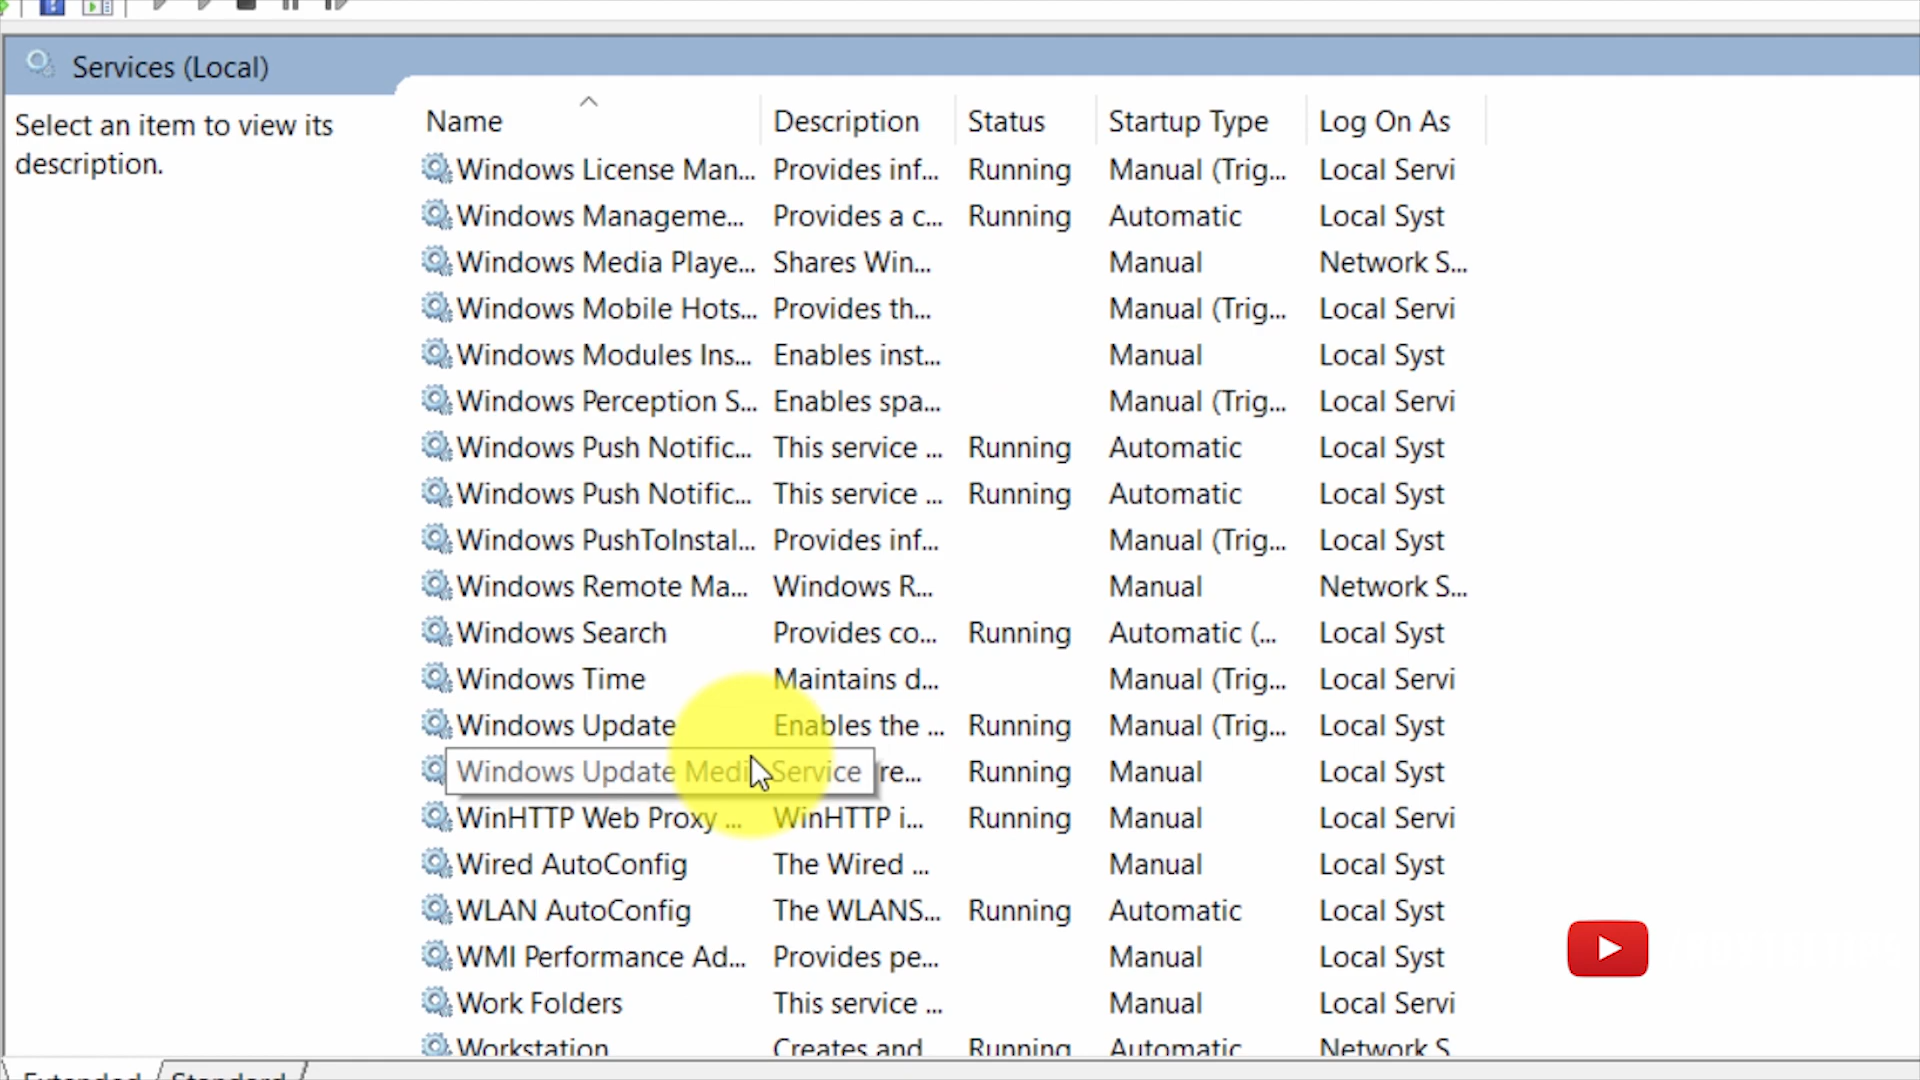 Services (Local)
Select an item to view its
description.
Name Description Status Startup Type Log On As
Windows License Man... Provides inf... Running Manual (Trig... Local Servi
Windows Manageme... Provides a c... Running Automatic Local Syst
Windows Media Playe... Shares Win... Manual Network S...
Windows Mobile Hots... Provides th... Manual (Trig... Local Servi
Windows Modules Ins... Enables inst... Manual Local Syst
Windows Perception S... Enables spa... Manual (Trig... Local Servi
Windows Push Notific... This service ... Running Automatic Local Syst
Windows Push Notific... This service ... Running Automatic Local Syst
Windows PushToInstal... Provides inf... Manual (Trig... Local Syst
Windows Remote Ma... Windows R... Manual Network S...
Windows Search Provides co... Running Automatic (... Local Syst
Windows Time Maintains d... Manual (Trig... Local Servi
Windows Update Enables the ... Running Manual (Trig... Local Syst
Windows Update Medi Service re... Running Manual Local Syst
WinHTTP Web Proxy ... WinHTTP i... Running Manual Local Servi
Wired AutoConfig The Wired ... Manual Local Syst
WLAN AutoConfig The WLANS... Running Automatic Local Syst
WMI Performance Ad... Provides pe... Manual Local Syst
Work Folders This service ... Manual Local Servi
Workstation Creates and Running Automatic Network S
Extended Standard